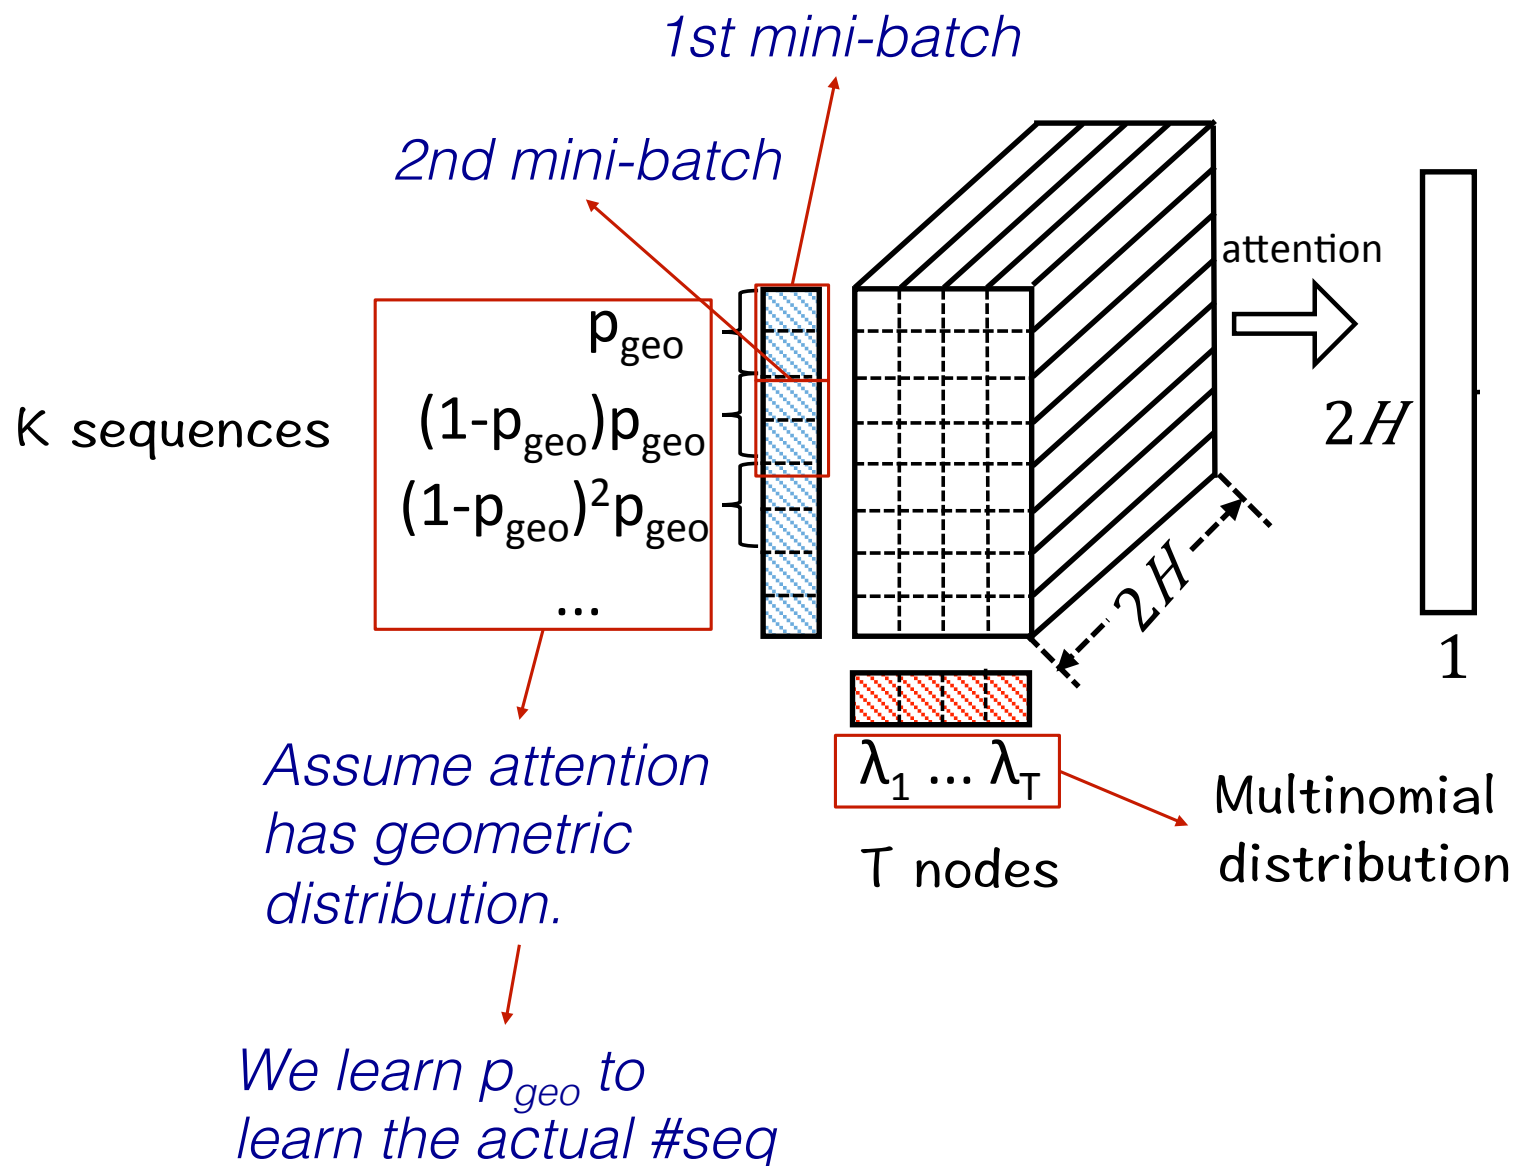 1st mini-batch
2nd mini-batch
attention
p_geo
(1-p_geo)p_geo
(1-p_geo)²p_geo
...
K sequences
2H
2H
1
λ₁ ... λ_T
T nodes
Multinomial
distribution
Assume attention
has geometric
distribution.
We learn p_geo to
learn the actual #seq